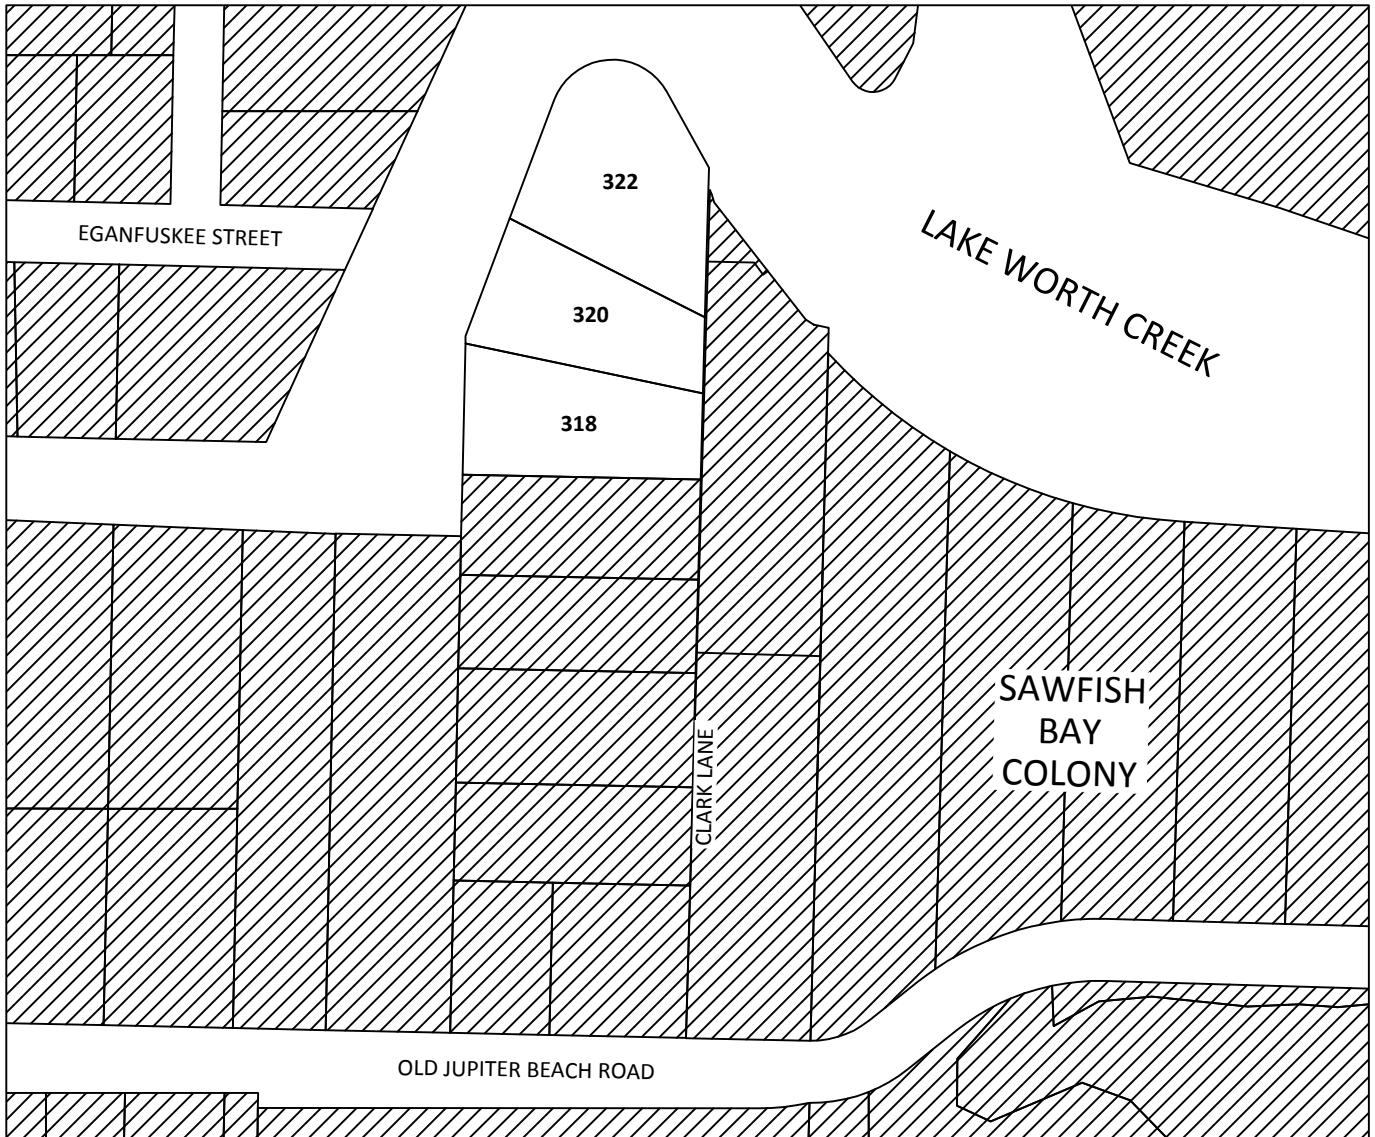 322
EGANFUSKEE STREET
LAKE WORTH CREEK
320
318
SAWFISH
BAY
COLONY
CLARK LANE
OLD JUPITER BEACH ROAD